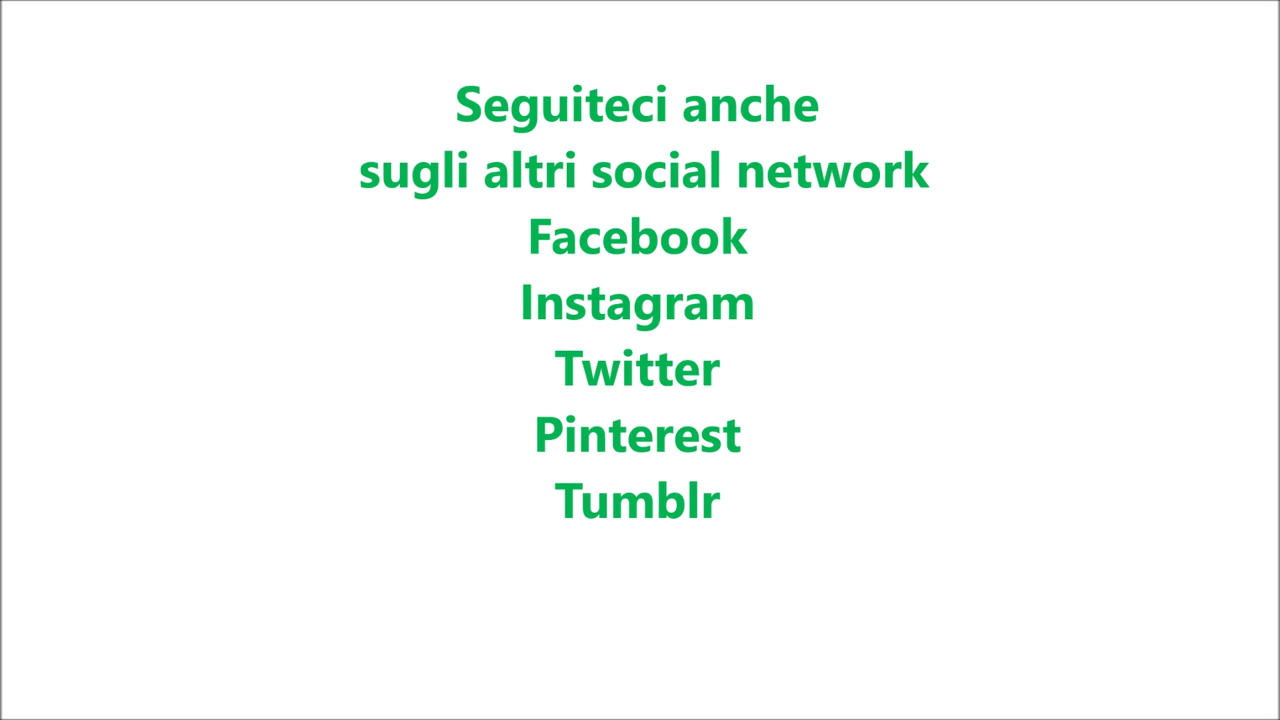 Seguiteci anche
sugli altri social network
Facebook
Instagram
Twitter
Pinterest
Tumblr